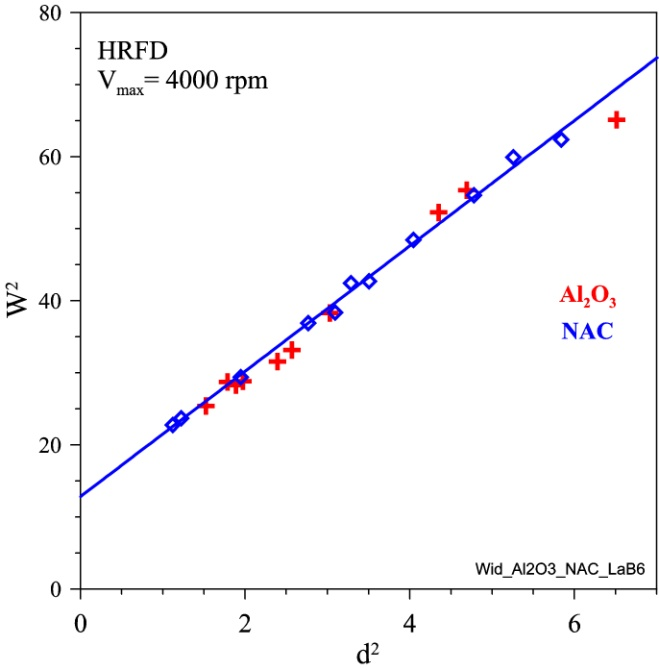 80
HRFD
Vmax= 4000 rpm
60
W²
40
Al₂O₃
NAC
20
Wid_Al2O3_NAC_LaB6
0
0 2 4 6
d²